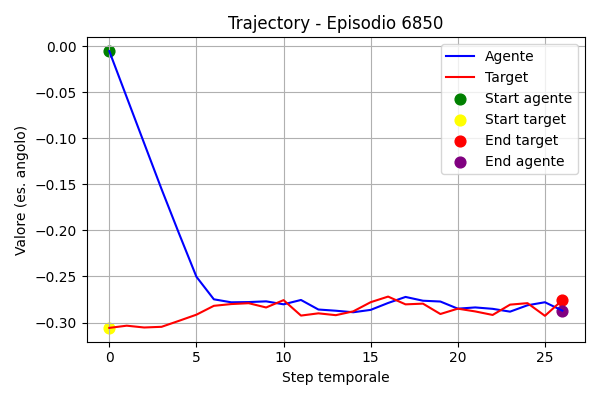 Trajectory - Episodio 6850
Valore (es. angolo)
0.00
−0.05
−0.10
−0.15
−0.20
−0.25
−0.30
Agente
Target
Start agente
Start target
End target
End agente
0 5 10 15 20 25
Step temporale